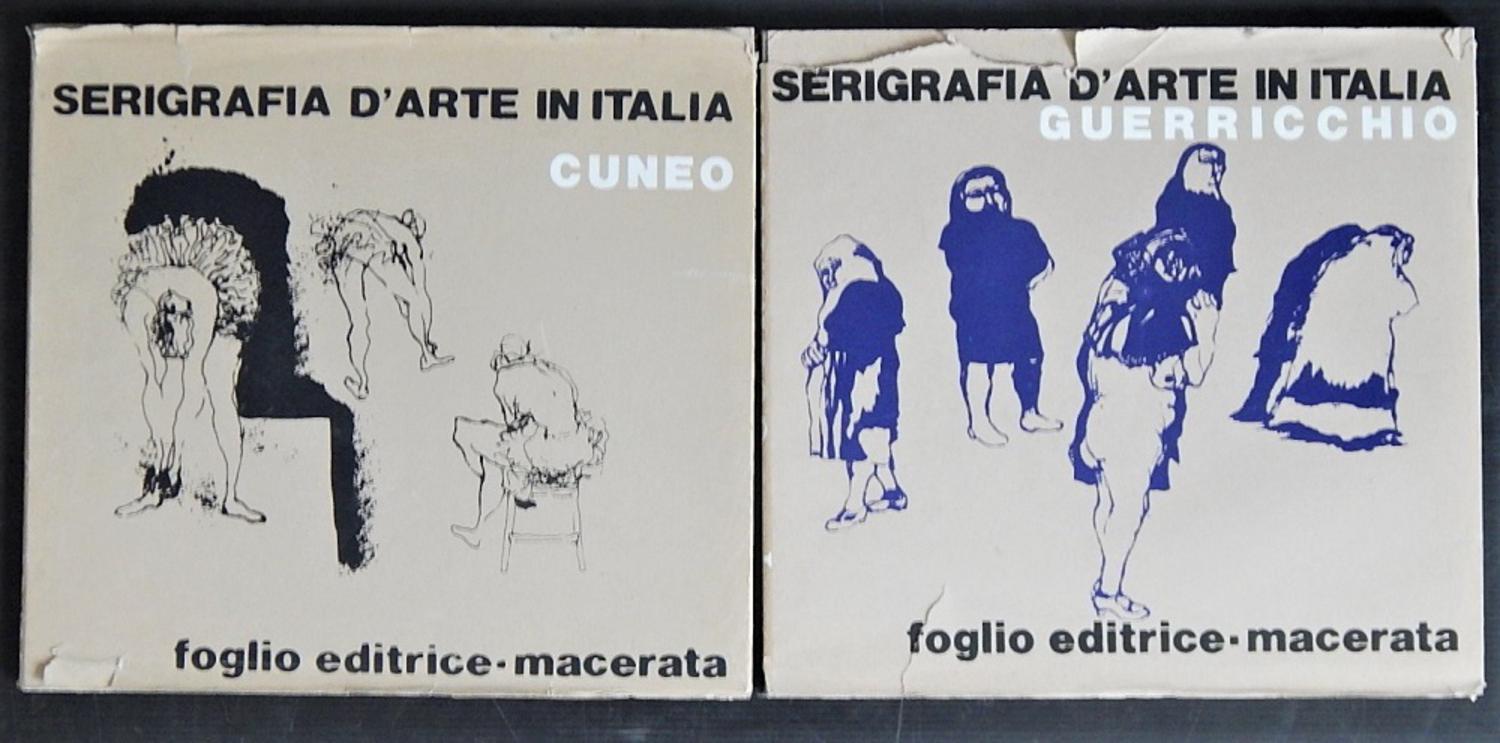 SERIGRAFIA D'ARTE IN ITALIA
CUNEO
foglio editrice·macerata
SERIGRAFIA D'ARTE IN ITALIA
GUERRICCHIO
foglio editrice·macerata